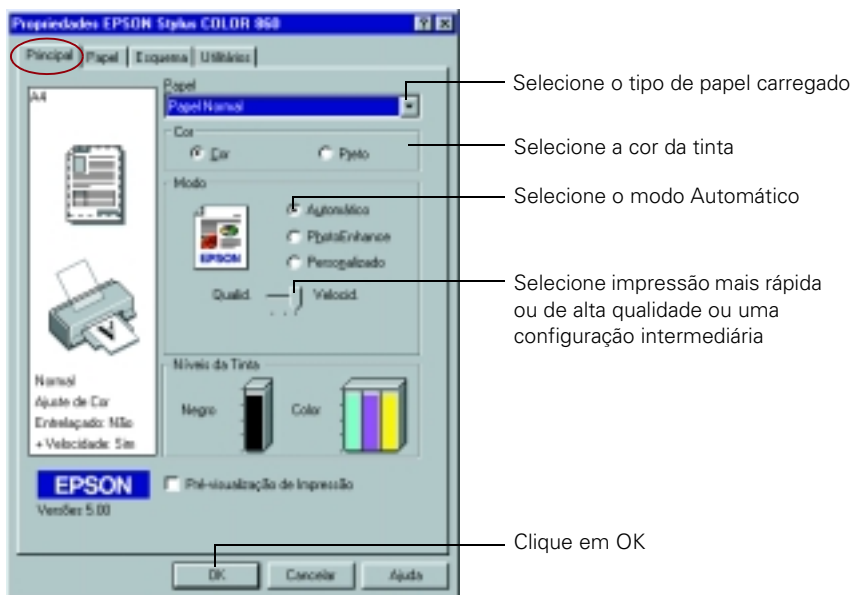 Propriedades EPSON Stylus COLOR 860
Principal Papel Esquema Utilitários
A4
Papel
Papel Normal
Selecione o tipo de papel carregado
Cor
Cor Preto
Selecione a cor da tinta
Modo
Automático
Selecione o modo Automático
PhotoEnhance
Personalizado
EPSON
Qualid. Velocid.
Selecione impressão mais rápida
ou de alta qualidade ou uma
configuração intermediária
Níveis da Tinta
Negro Color
Normal
Ajuste de Cor
Entrelaçado: Não
+ Velocidade: Sim
EPSON
Pré-visualização de Impressão
Versões 5.00
Clique em OK
OK Cancelar Ajuda